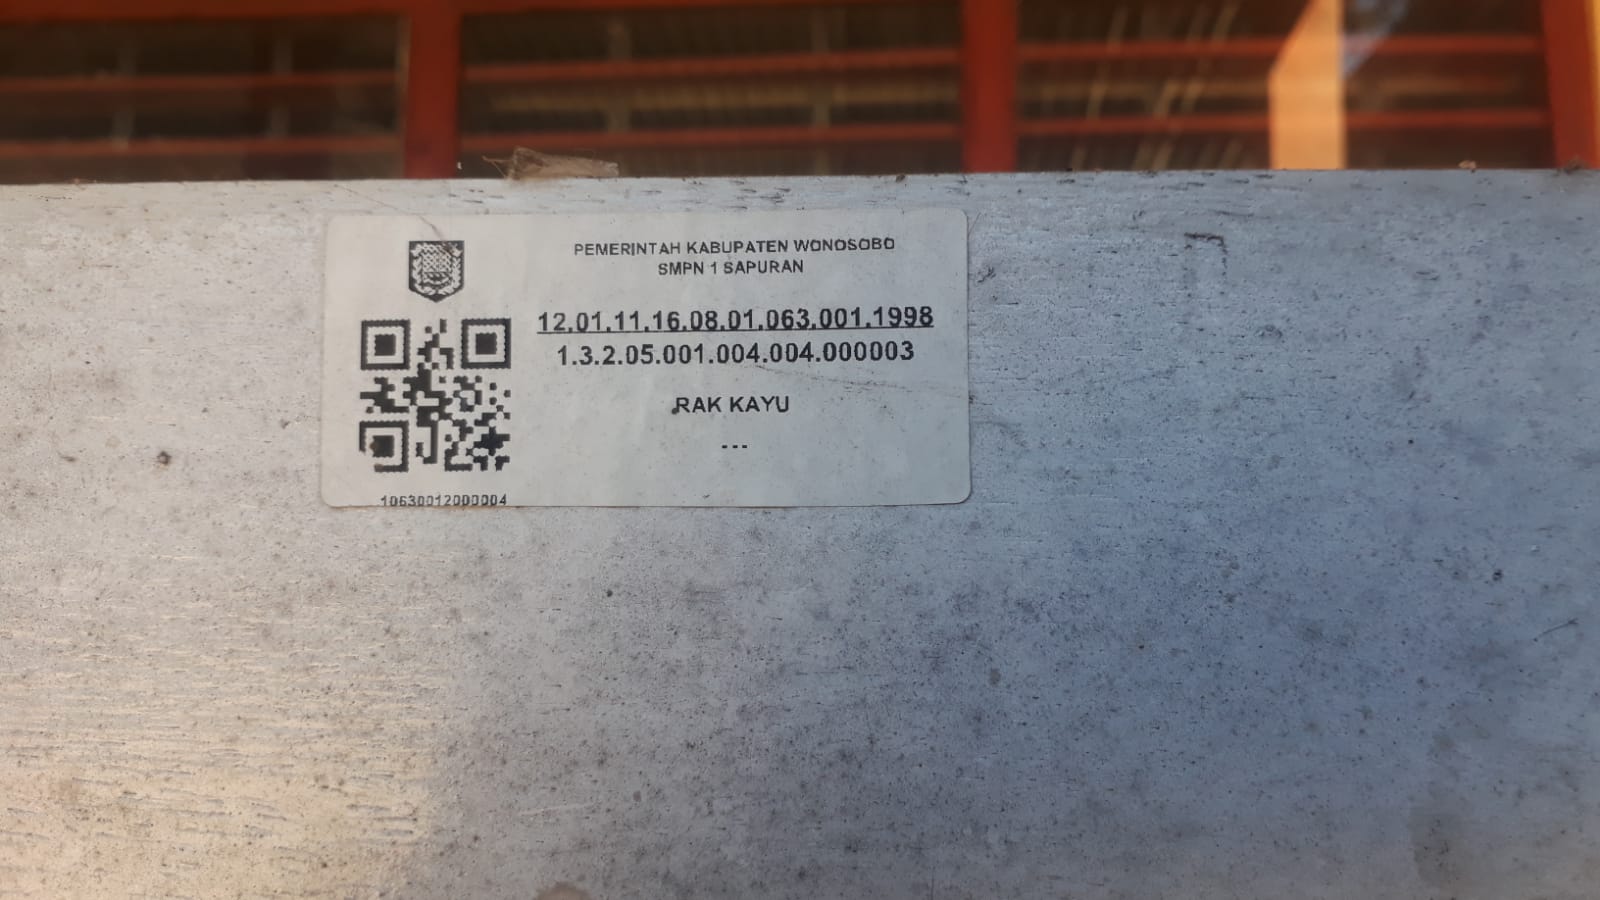 PEMERINTAH KABUPATEN WONOSOBO
SMPN 1 SAPURAN
12.01.11.16.08.01.063.001.1998
1.3.2.05.001.004.004.000003
RAK KAYU
---
10630012000004